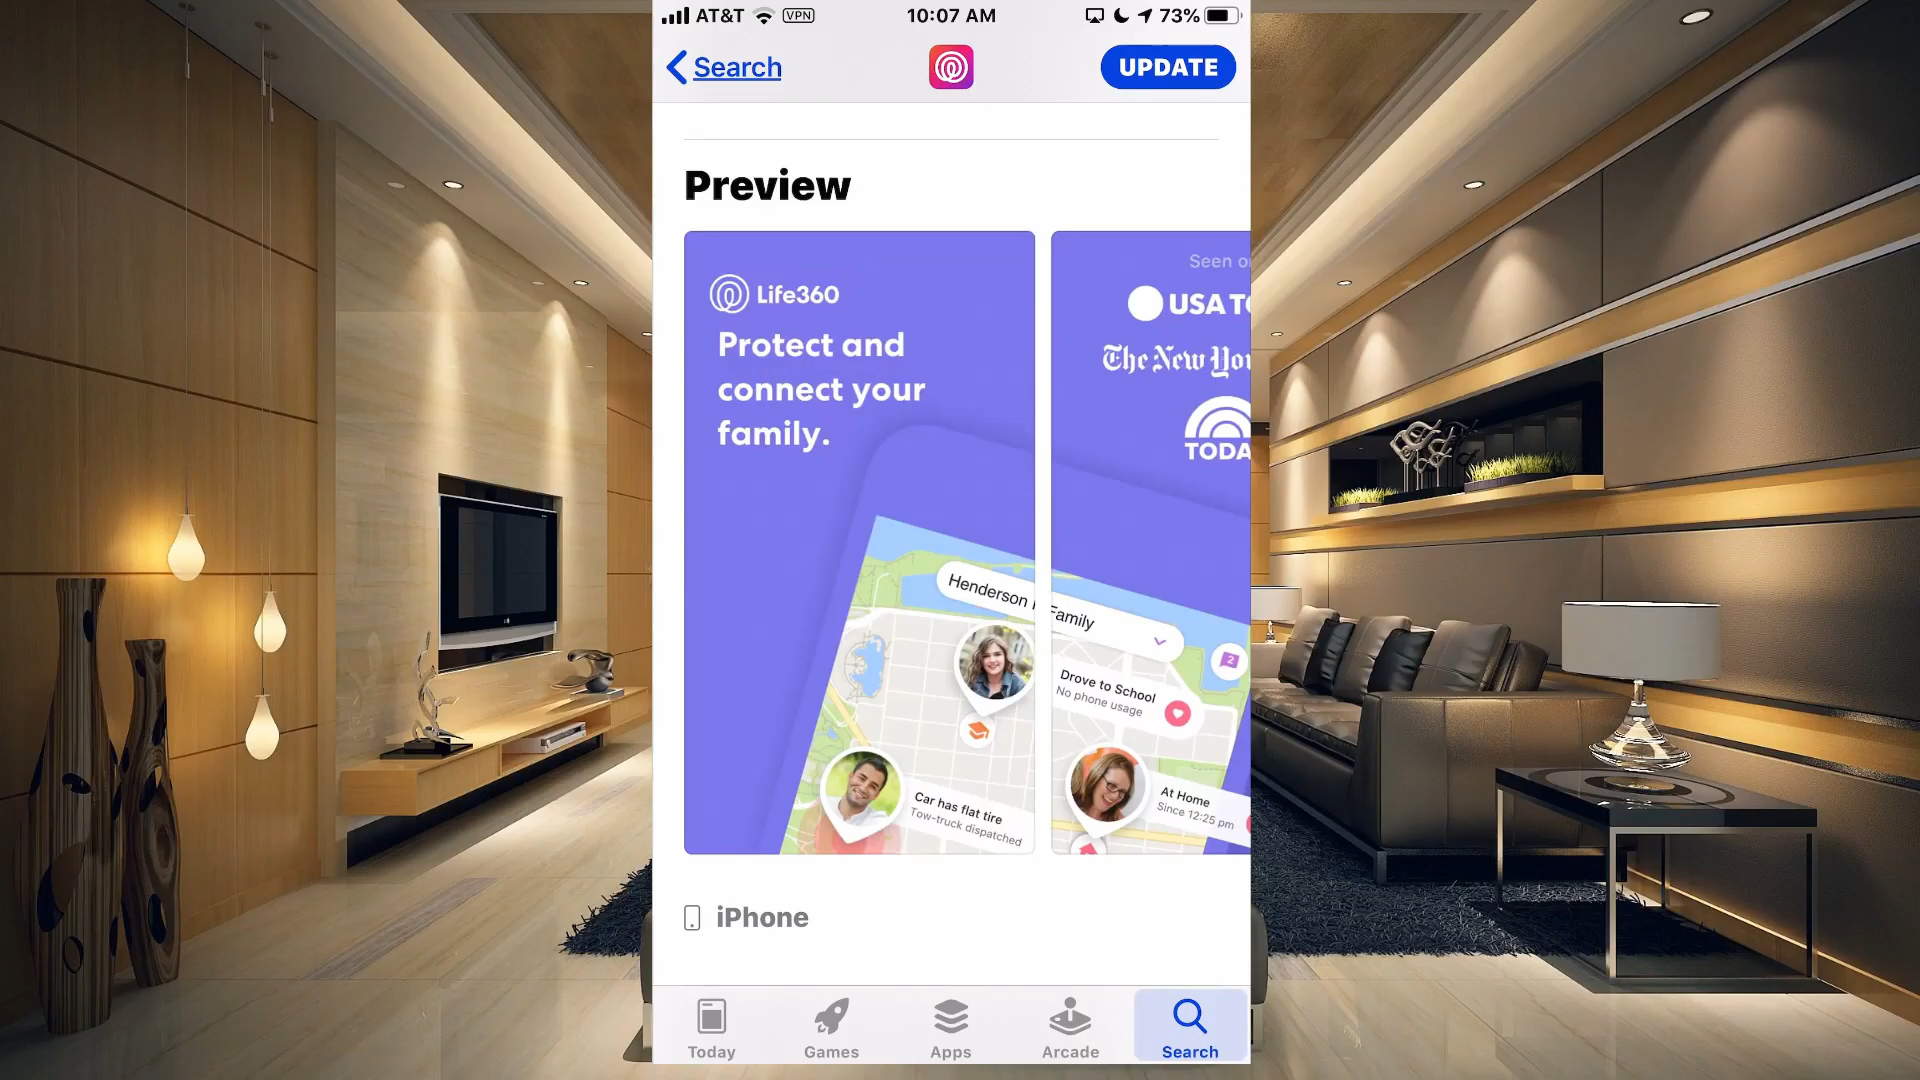 AT&T VPN 10:07 AM 73%
Search UPDATE
Preview
Life360
Protect and
connect your
family.
Henderson
Car has flat tire
Tow-truck dispatched
Seen
USA T
The New Yo
TODA
Family
2
Drove to School
No phone usage
At Home
Since 12:25 pm
iPhone
Today Games Apps Arcade Search